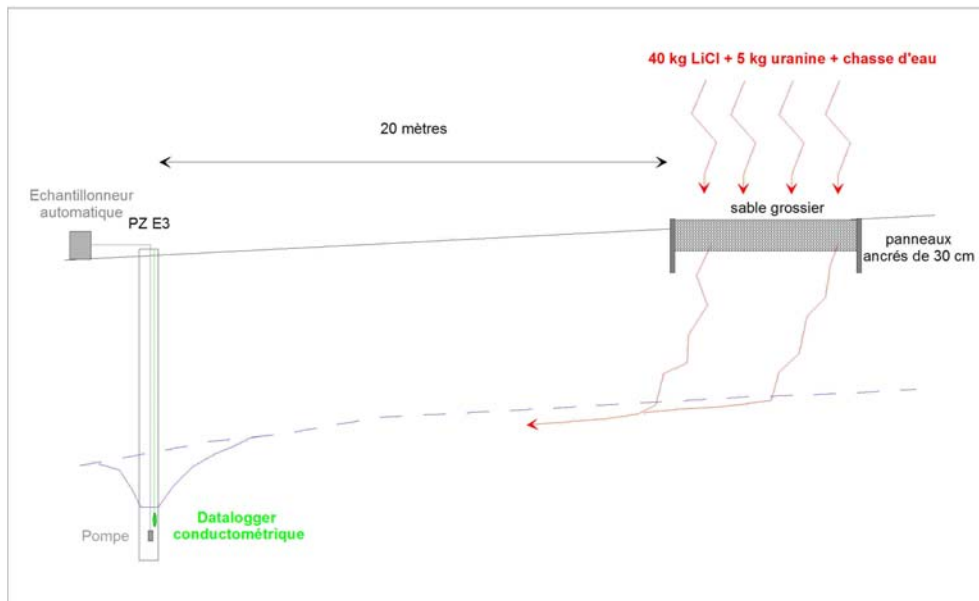 40 kg LiCl + 5 kg uranine + chasse d'eau
20 mètres
Echantillonneur
automatique
PZ E3
sable grossier
panneaux
ancrés de 30 cm
Datalogger
conductométrique
Pompe